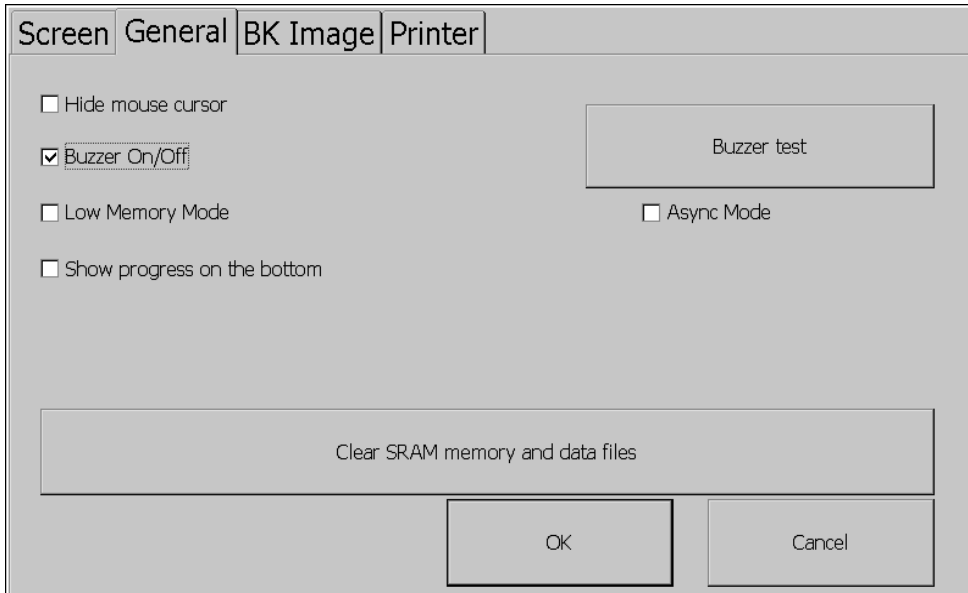 Screen General BK Image Printer
Hide mouse cursor
Buzzer On/Off
Buzzer test
Low Memory Mode
Async Mode
Show progress on the bottom
Clear SRAM memory and data files
OK
Cancel